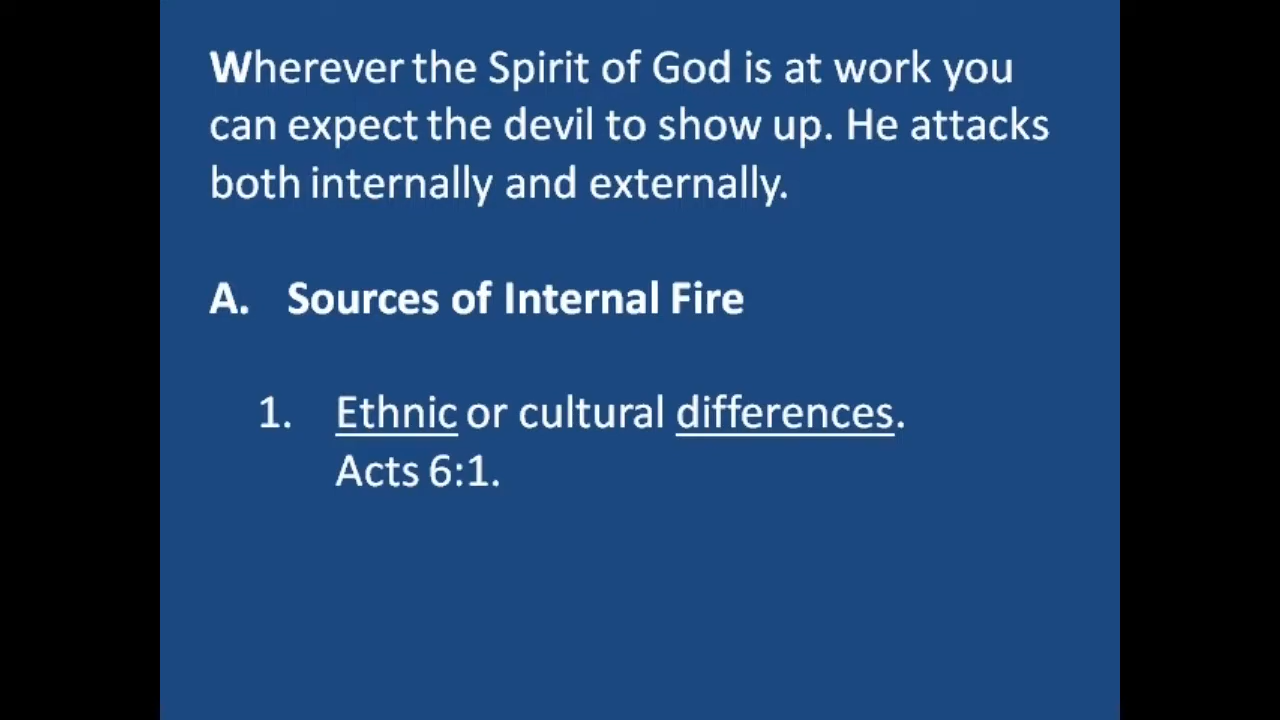 Wherever the Spirit of God is at work you
can expect the devil to show up. He attacks
both internally and externally.
A. Sources of Internal Fire
1. Ethnic or cultural differences.
Acts 6:1.